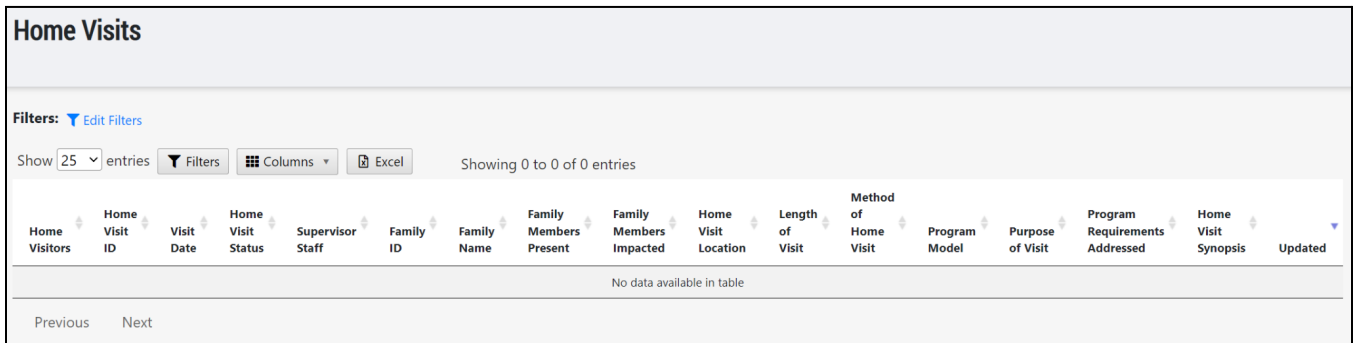 Home Visits
Filters: Edit Filters
Show 25 entries Filters Columns Excel Showing 0 to 0 of 0 entries
Home Visitors
Home Visit ID
Visit Date
Home Visit Status
Supervisor Staff
Family ID
Family Name
Family Members Present
Family Members Impacted
Home Visit Location
Length of Visit
Method of Home Visit
Program Model
Purpose of Visit
Program Requirements Addressed
Home Visit Synopsis
Updated
No data available in table
Previous Next